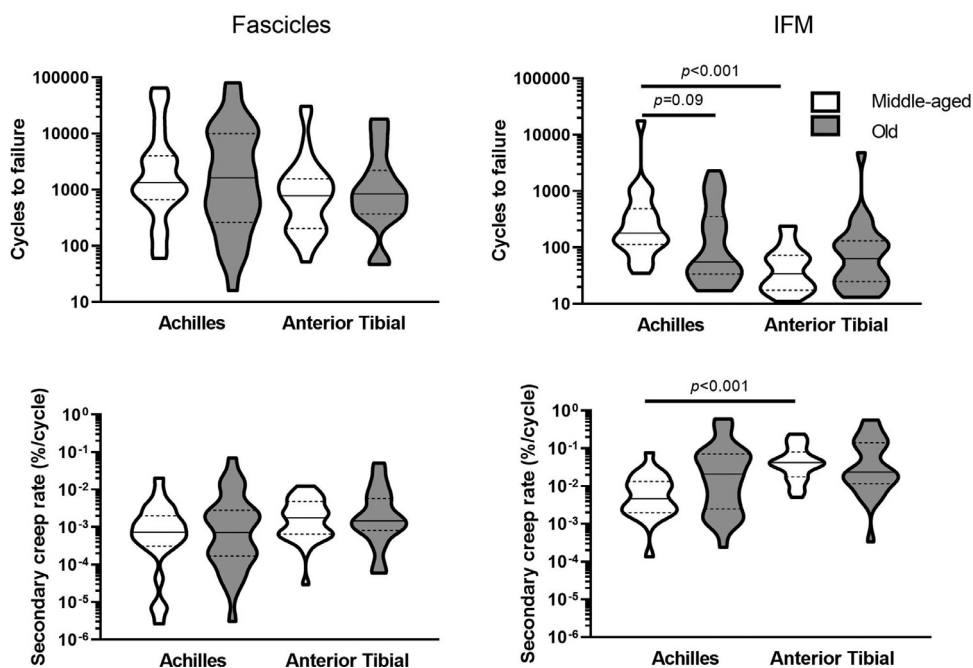 Fascicles
100000
10000
1000
100
10
Cycles to failure
Achilles Anterior Tibial
IFM
100000
10000
1000
100
10
Cycles to failure
p<0.001
p=0.09
Middle-aged
Old
Achilles Anterior Tibial
10⁰
10⁻¹
10⁻²
10⁻³
10⁻⁴
10⁻⁵
10⁻⁶
Secondary creep rate (%/cycle)
Achilles Anterior Tibial
10⁰
10⁻¹
10⁻²
10⁻³
10⁻⁴
10⁻⁵
10⁻⁶
Secondary creep rate (%/cycle)
p<0.001
Achilles Anterior Tibial